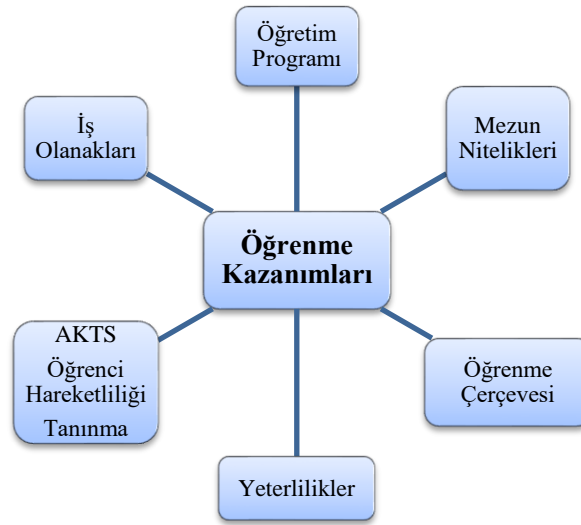 Öğretim
Programı
İş
Olanakları
Mezun
Nitelikleri
Öğrenme
Kazanımları
AKTS
Öğrenci
Hareketliliği
Tanınma
Öğrenme
Çerçevesi
Yeterlilikler